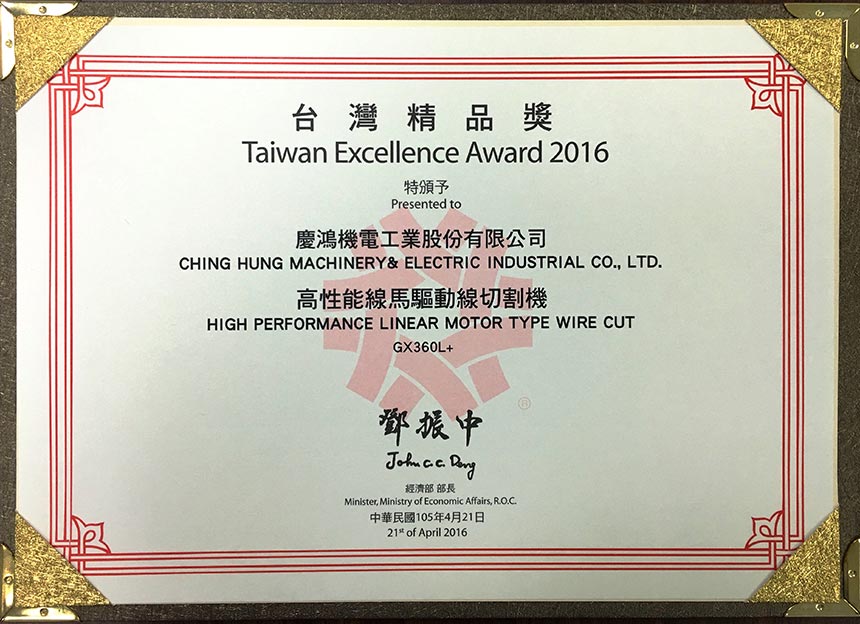 台灣精品獎
Taiwan Excellence Award 2016
特頒予
Presented to
慶鴻機電工業股份有限公司
CHING HUNG MACHINERY& ELECTRIC INDUSTRIAL CO., LTD.
高性能線馬驅動線切割機
HIGH PERFORMANCE LINEAR MOTOR TYPE WIRE CUT
GX360L+
®
鄧振中
John C.C. Deng
經濟部 部長
Minister, Ministry of Economic Affairs, R.O.C.
中華民國105年4月21日
21st of April 2016